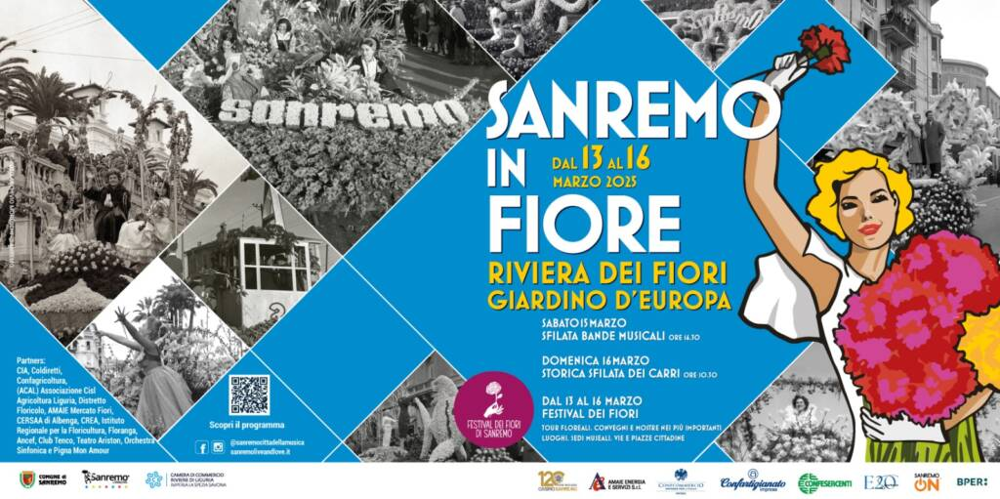 sanremo
SANREMO
IN
DAL 13 AL 16
MARZO 2025
FIORE
RIVIERA DEI FIORI
GIARDINO D'EUROPA
SABATO 15 MARZO
SFILATA BANDE MUSICALI ORE 16.30
DOMENICA 16 MARZO
STORICA SFILATA DEI CARRI ORE 10.30
DAL 13 AL 16 MARZO
FESTIVAL DEI FIORI
TOUR FLOREALI, CONVEGNI E MOSTRE NEI PIÙ IMPORTANTI
LUOGHI, SEDI MUSEALI, VIE E PIAZZE CITTADINE
FESTIVAL DEI FIORI
DI SANREMO
Partners:
CIA, Coldiretti,
Confagricoltura,
(ACAL) Associazione Cisl
Agricoltura Liguria, Distretto
Floricolo, AMAIE Mercato Fiori,
CERSAA di Albenga, CREA, Istituto
Regionale per la Floricultura, Floranga,
Ancef, Club Tenco, Teatro Ariston, Orchestra
Sinfonica e Pigna Mon Amour
Scopri il programma
@sanremocittadellamusica
sanremoliveandlove.it
COMUNE DI
SANREMO
Sanremo
CAMERA DI COMMERCIO
RIVIERE DI LIGURIA
IMPERIA LA SPEZIA SAVONA
120
CASINÒ SANREMO
AMAIE ENERGIA
E SERVIZI S.r.l.
CONFCOMMERCIO
Confartigianato
Imprese
CONFESERCENTI
E20
SANREMO
ON
BPER: